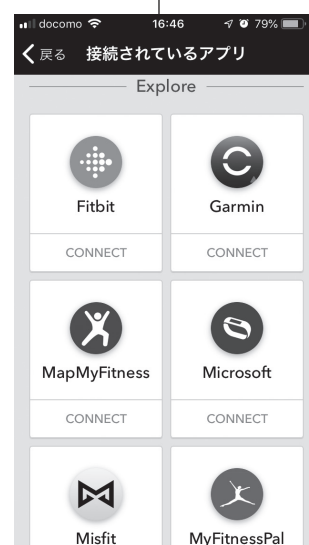 docomo 16:46 79%
戻る 接続されているアプリ
Explore
Fitbit Garmin
CONNECT CONNECT
MapMyFitness Microsoft
CONNECT CONNECT
Misfit MyFitnessPal